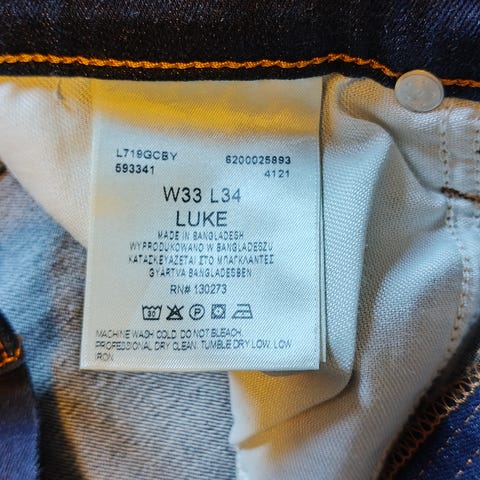 L719GCBY 6200025893
593341 4121
W33 L34
LUKE
MADE IN BANGLADESH
WYPRODUKOWANO W BANGLADESZU
ΚΑΤΑΣΚΕΥΑΖΕΤΑΙ ΣΤΟ ΜΠΑΓΚΛΑΝΤΕΣ
GYÁRTVA BANGLADESBEN
RN# 130273
30 P
MACHINE WASH COLD. DO NOT BLEACH.
PROFESSIONAL DRY CLEAN. TUMBLE DRY LOW. LOW
IRON